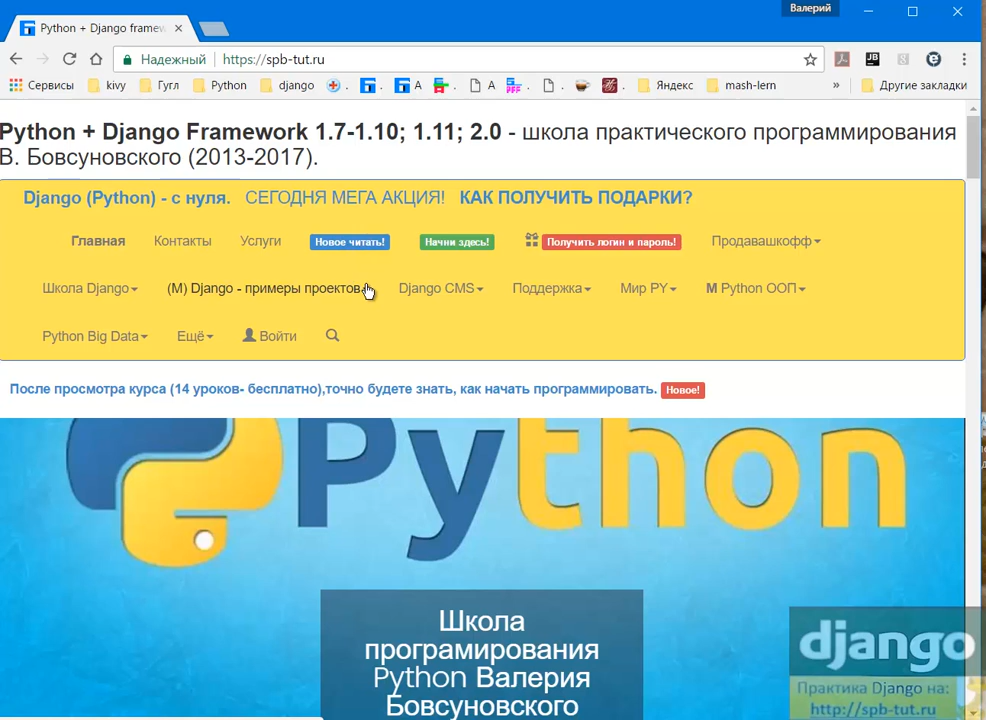 Валерий
Python + Django framew
Надежный https://spb-tut.ru
Сервисы kivy Гугл Python django А А Яндекс mash-lern » Другие закладки
Python + Django Framework 1.7-1.10; 1.11; 2.0 - школа практического программирования
В. Бовсуновского (2013-2017).
Django (Python) - с нуля. СЕГОДНЯ МЕГА АКЦИЯ! КАК ПОЛУЧИТЬ ПОДАРКИ?
Главная Контакты Услуги Новое читать! Начни здесь! Получить логин и пароль! Продавашкофф
Школа Django (М) Django - примеры проектов Django CMS Поддержка Мир PY М Python ООП
Python Big Data Ещё Войти
После просмотра курса (14 уроков- бесплатно),точно будете знать, как начать программировать. Новое!
Python
Школа
програмирования
Python Валерия
Бовсуновского
django
Практика Django на:
http://spb-tut.ru